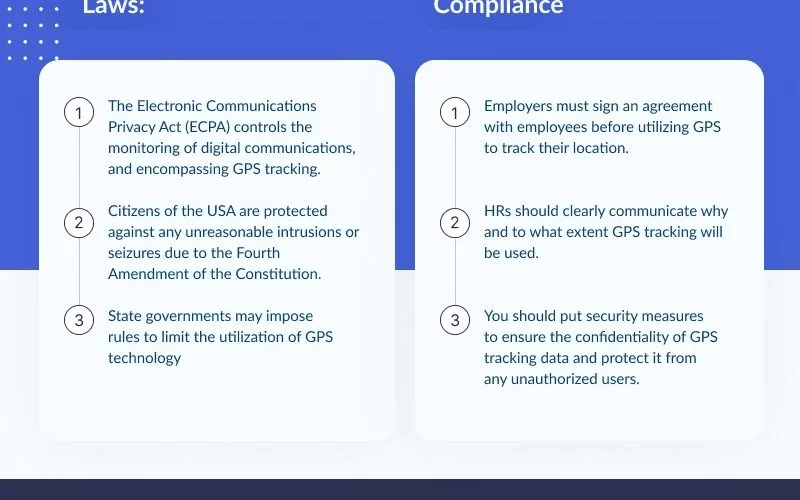 Laws:
1
The Electronic Communications
Privacy Act (ECPA) controls the
monitoring of digital communications,
and encompassing GPS tracking.
2
Citizens of the USA are protected
against any unreasonable intrusions or
seizures due to the Fourth
Amendment of the Constitution.
3
State governments may impose
rules to limit the utilization of GPS
technology
Compliance
1
Employers must sign an agreement
with employees before utilizing GPS
to track their location.
2
HRs should clearly communicate why
and to what extent GPS tracking will
be used.
3
You should put security measures
to ensure the confidentiality of GPS
tracking data and protect it from
any unauthorized users.